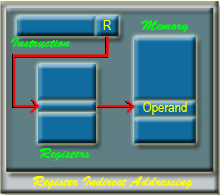 R
Memory
Instruction
Operand
Registers
Register Indirect Addressing